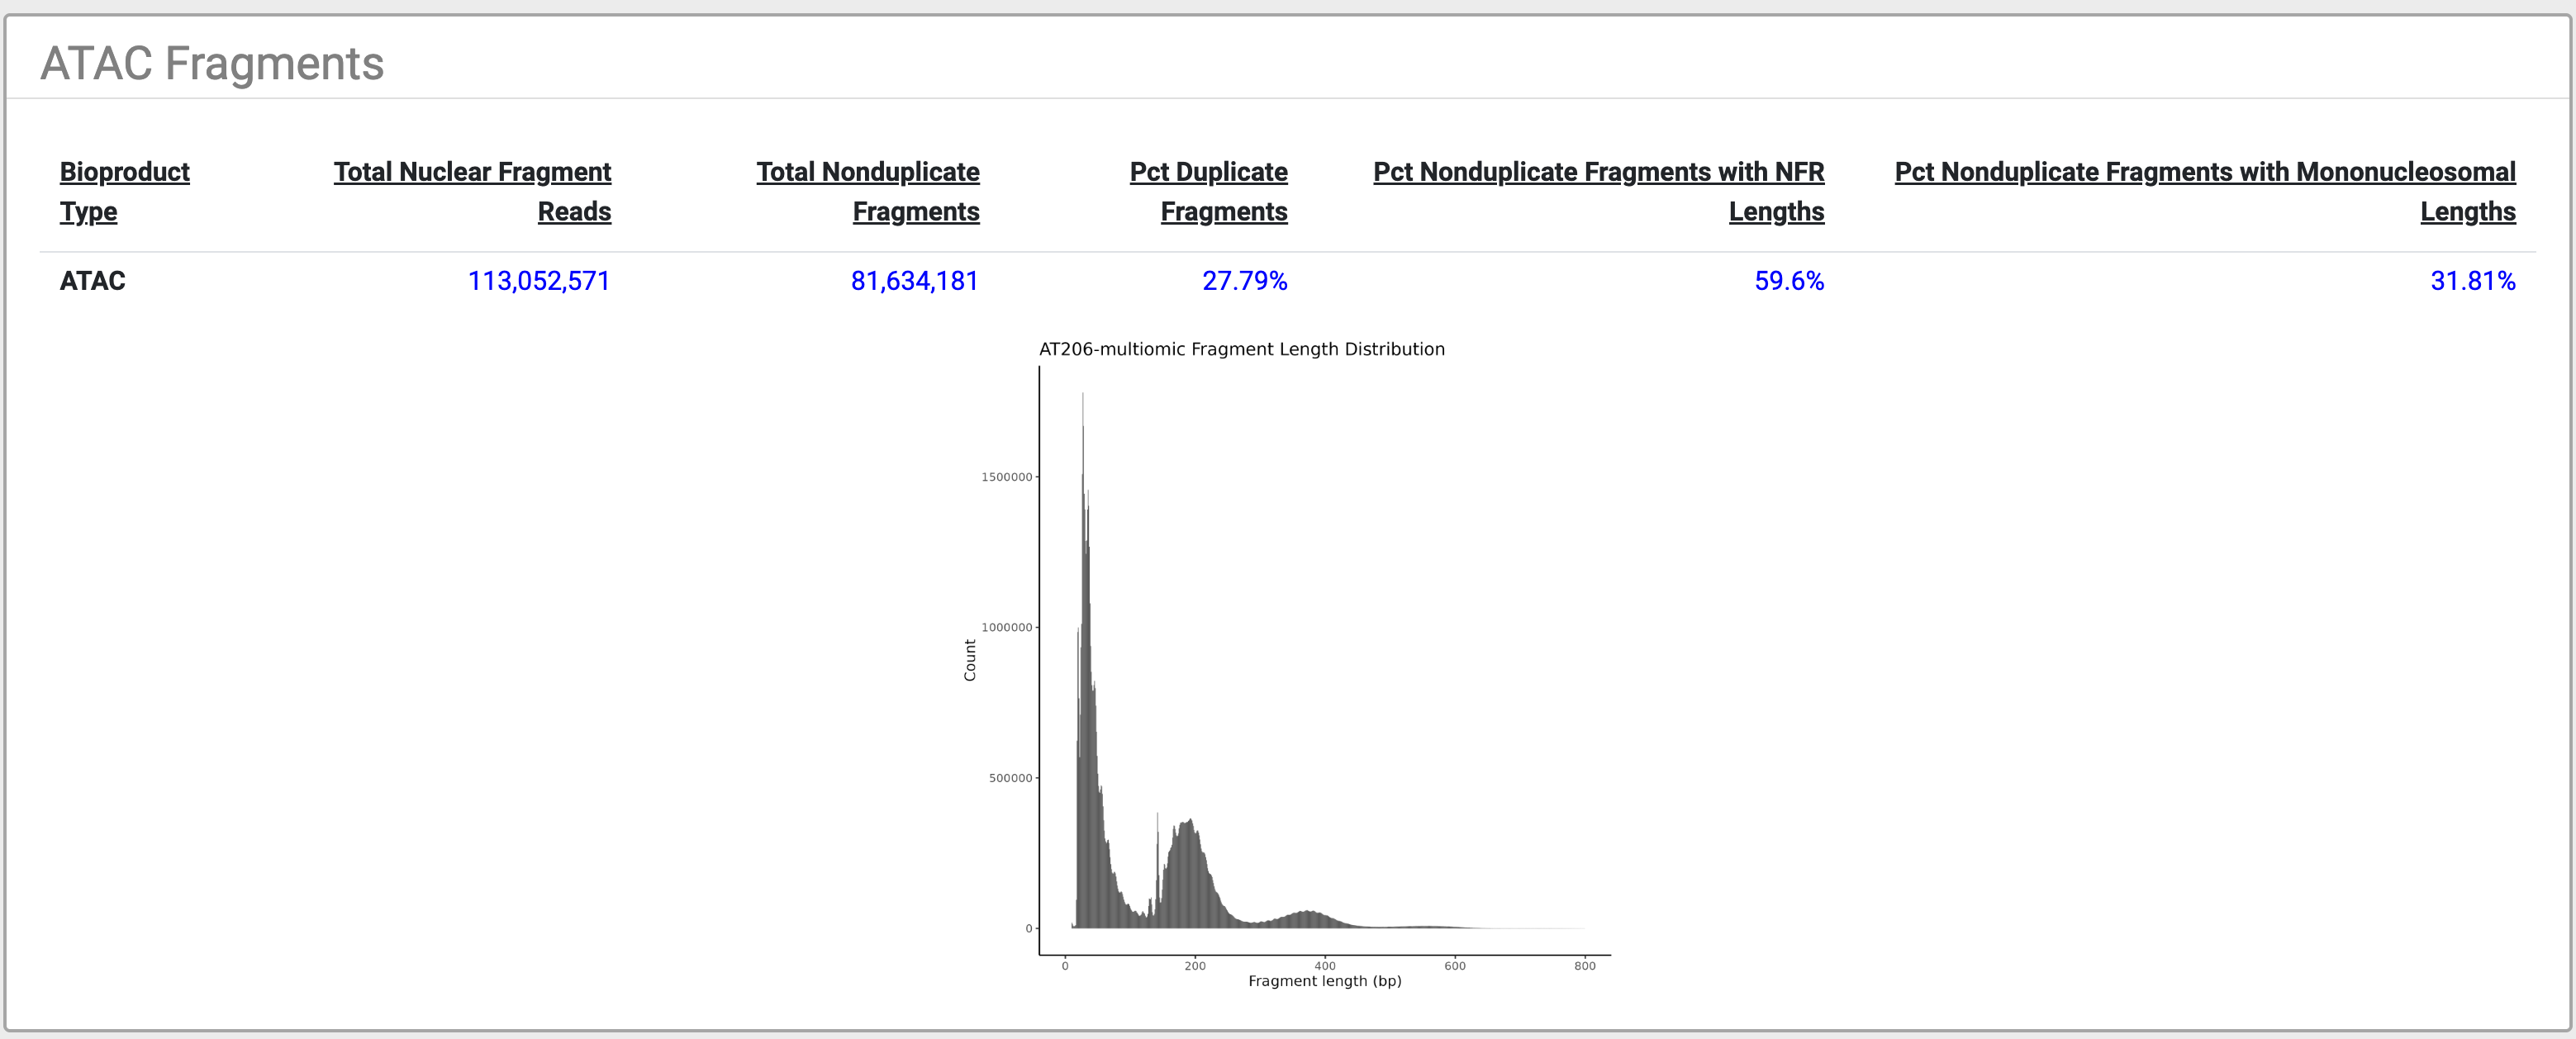 ATAC Fragments
Bioproduct Total Nuclear Fragment Total Nonduplicate Pct Duplicate Pct Nonduplicate Fragments with NFR Pct Nonduplicate Fragments with Mononucleosomal
Type Reads Fragments Fragments Lengths Lengths
ATAC 113,052,571 81,634,181 27.79% 59.6% 31.81%
AT206-multiomic Fragment Length Distribution
1500000
1000000
Count
500000
0
0 200 400 600 800
Fragment length (bp)